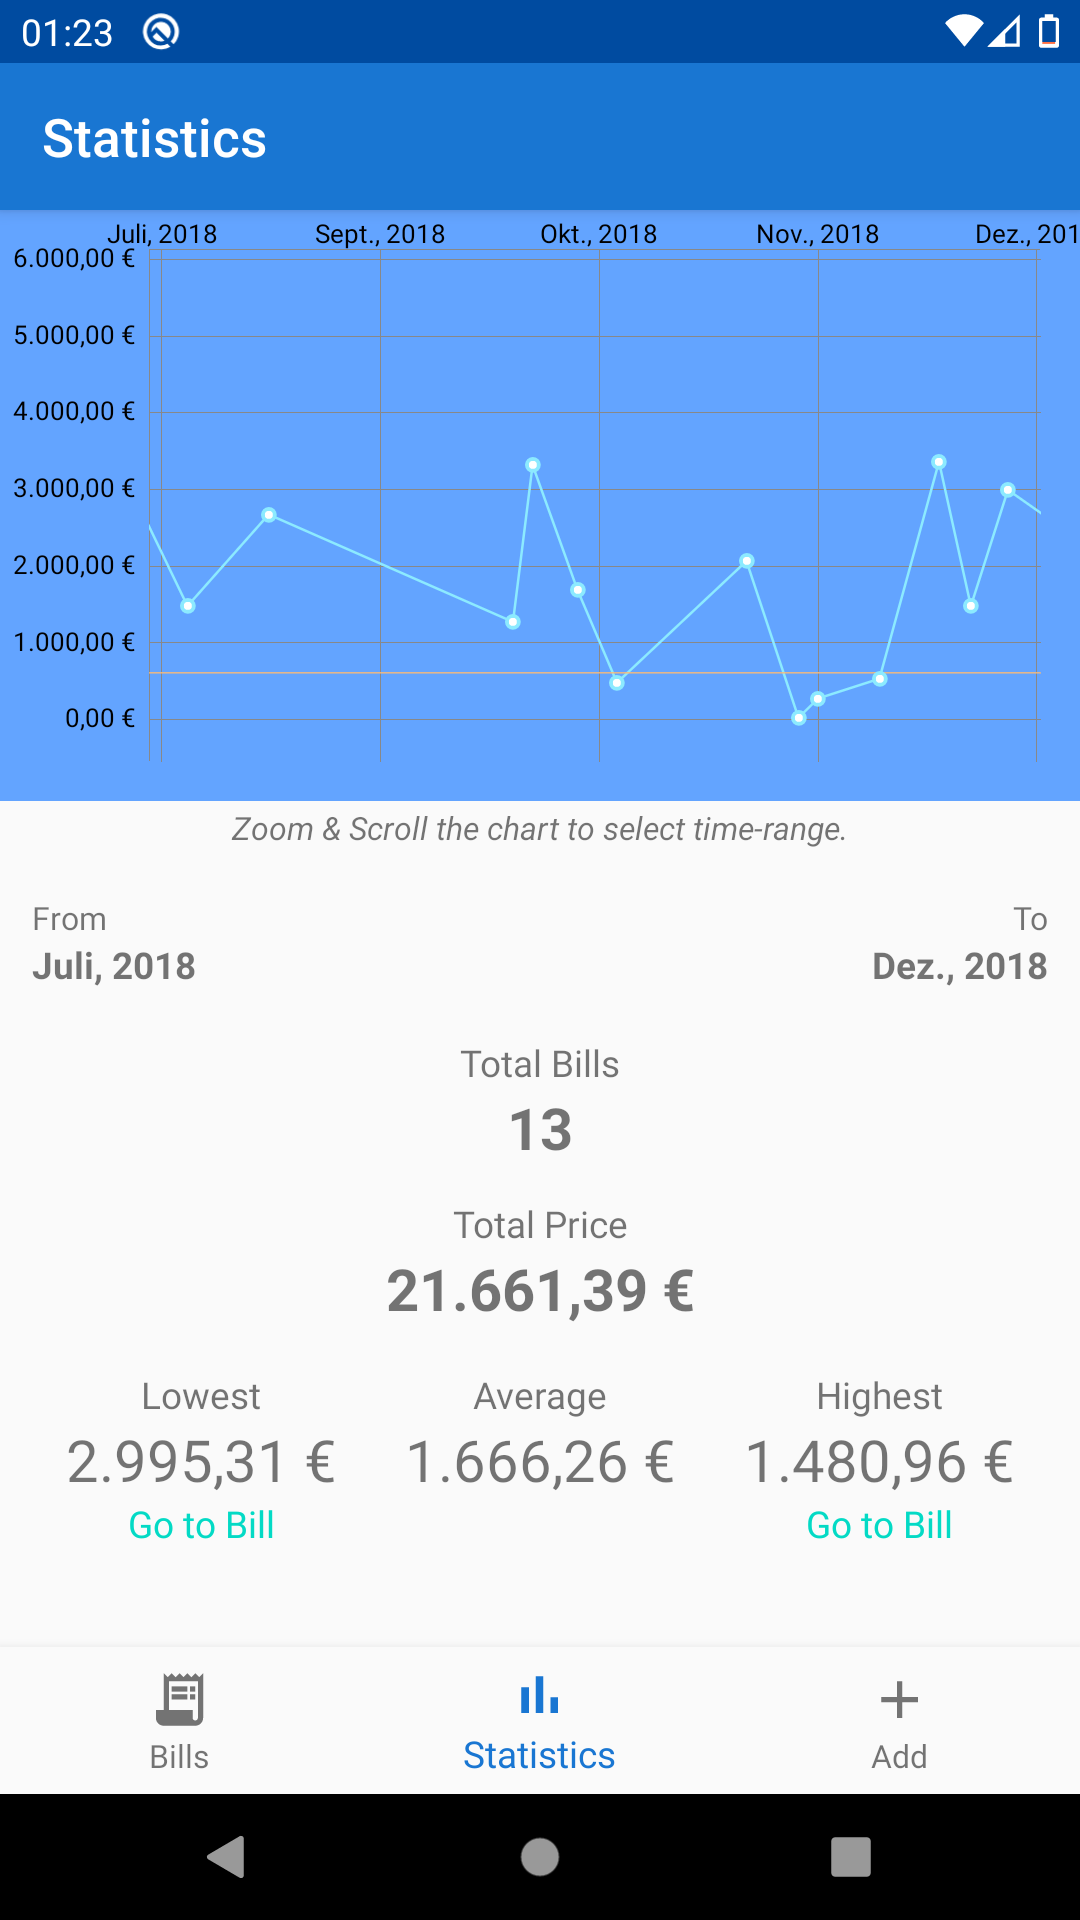 01:23
Statistics
Juli, 2018 Sept., 2018 Okt., 2018 Nov., 2018 Dez., 201
6.000,00 €
5.000,00 €
4.000,00 €
3.000,00 €
2.000,00 €
1.000,00 €
0,00 €
Zoom & Scroll the chart to select time-range.
From To
Juli, 2018 Dez., 2018
Total Bills
13
Total Price
21.661,39 €
Lowest Average Highest
2.995,31 € 1.666,26 € 1.480,96 €
Go to Bill Go to Bill
Bills Statistics Add